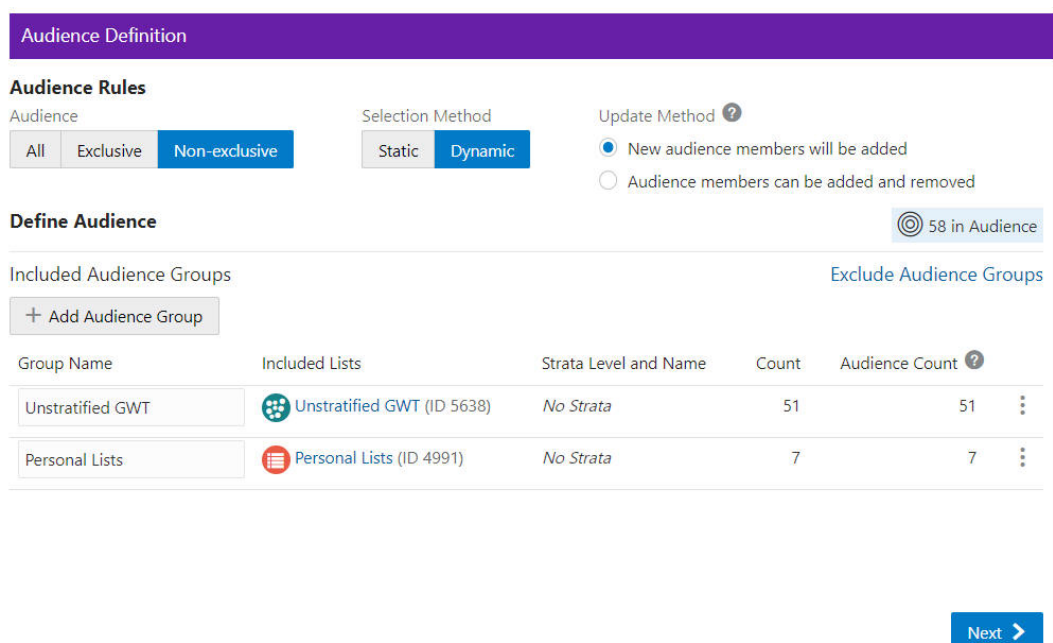 Audience Definition
Audience Rules
Audience Selection Method Update Method ?
All Exclusive Non-exclusive Static Dynamic New audience members will be added
Audience members can be added and removed
Define Audience 58 in Audience
Included Audience Groups Exclude Audience Groups
+ Add Audience Group
Group Name Included Lists Strata Level and Name Count Audience Count ?
Unstratified GWT Unstratified GWT (ID 5638) No Strata 51 51
Personal Lists Personal Lists (ID 4991) No Strata 7 7
Next